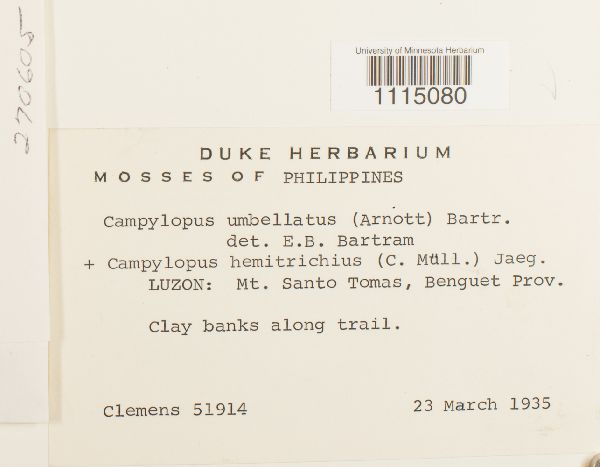 270605
University of Minnesota Herbarium
1115080
DUKE HERBARIUM
MOSSES OF PHILIPPINES
Campylopus umbellatus (Arnott) Bartr.
det. E.B. Bartram
+ Campylopus hemitrichius (C. Müll.) Jaeg.
LUZON: Mt. Santo Tomas, Benguet Prov.
Clay banks along trail.
Clemens 51914
23 March 1935